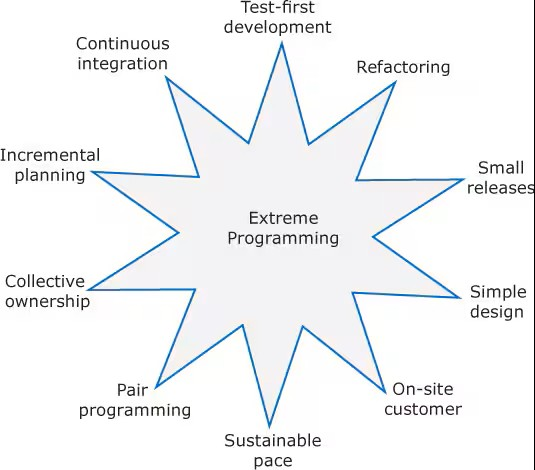 Test-first
development
Continuous
integration
Refactoring
Incremental
planning
Small
releases
Extreme
Programming
Collective
ownership
Simple
design
Pair
programming
On-site
customer
Sustainable
pace